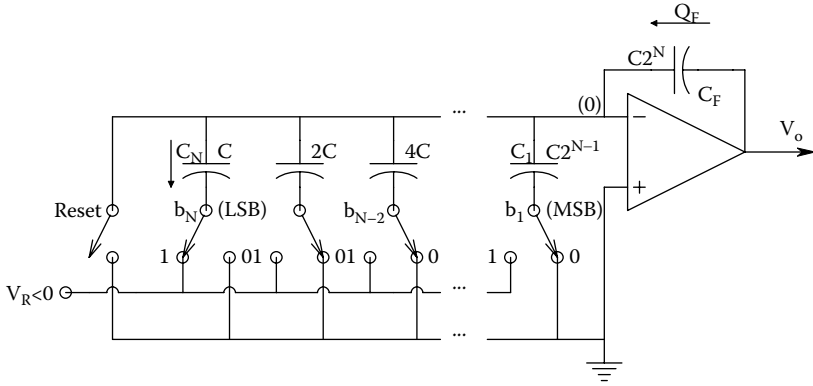 Q_F
C2^N
C_F
...
(0)
−
+
V_o
C_N C
2C
4C
...
C_1 C2^{N−1}
Reset
b_N (LSB)
b_{N−2}
b_1 (MSB)
1 01 01 0 1 0
V_R<0
...
...